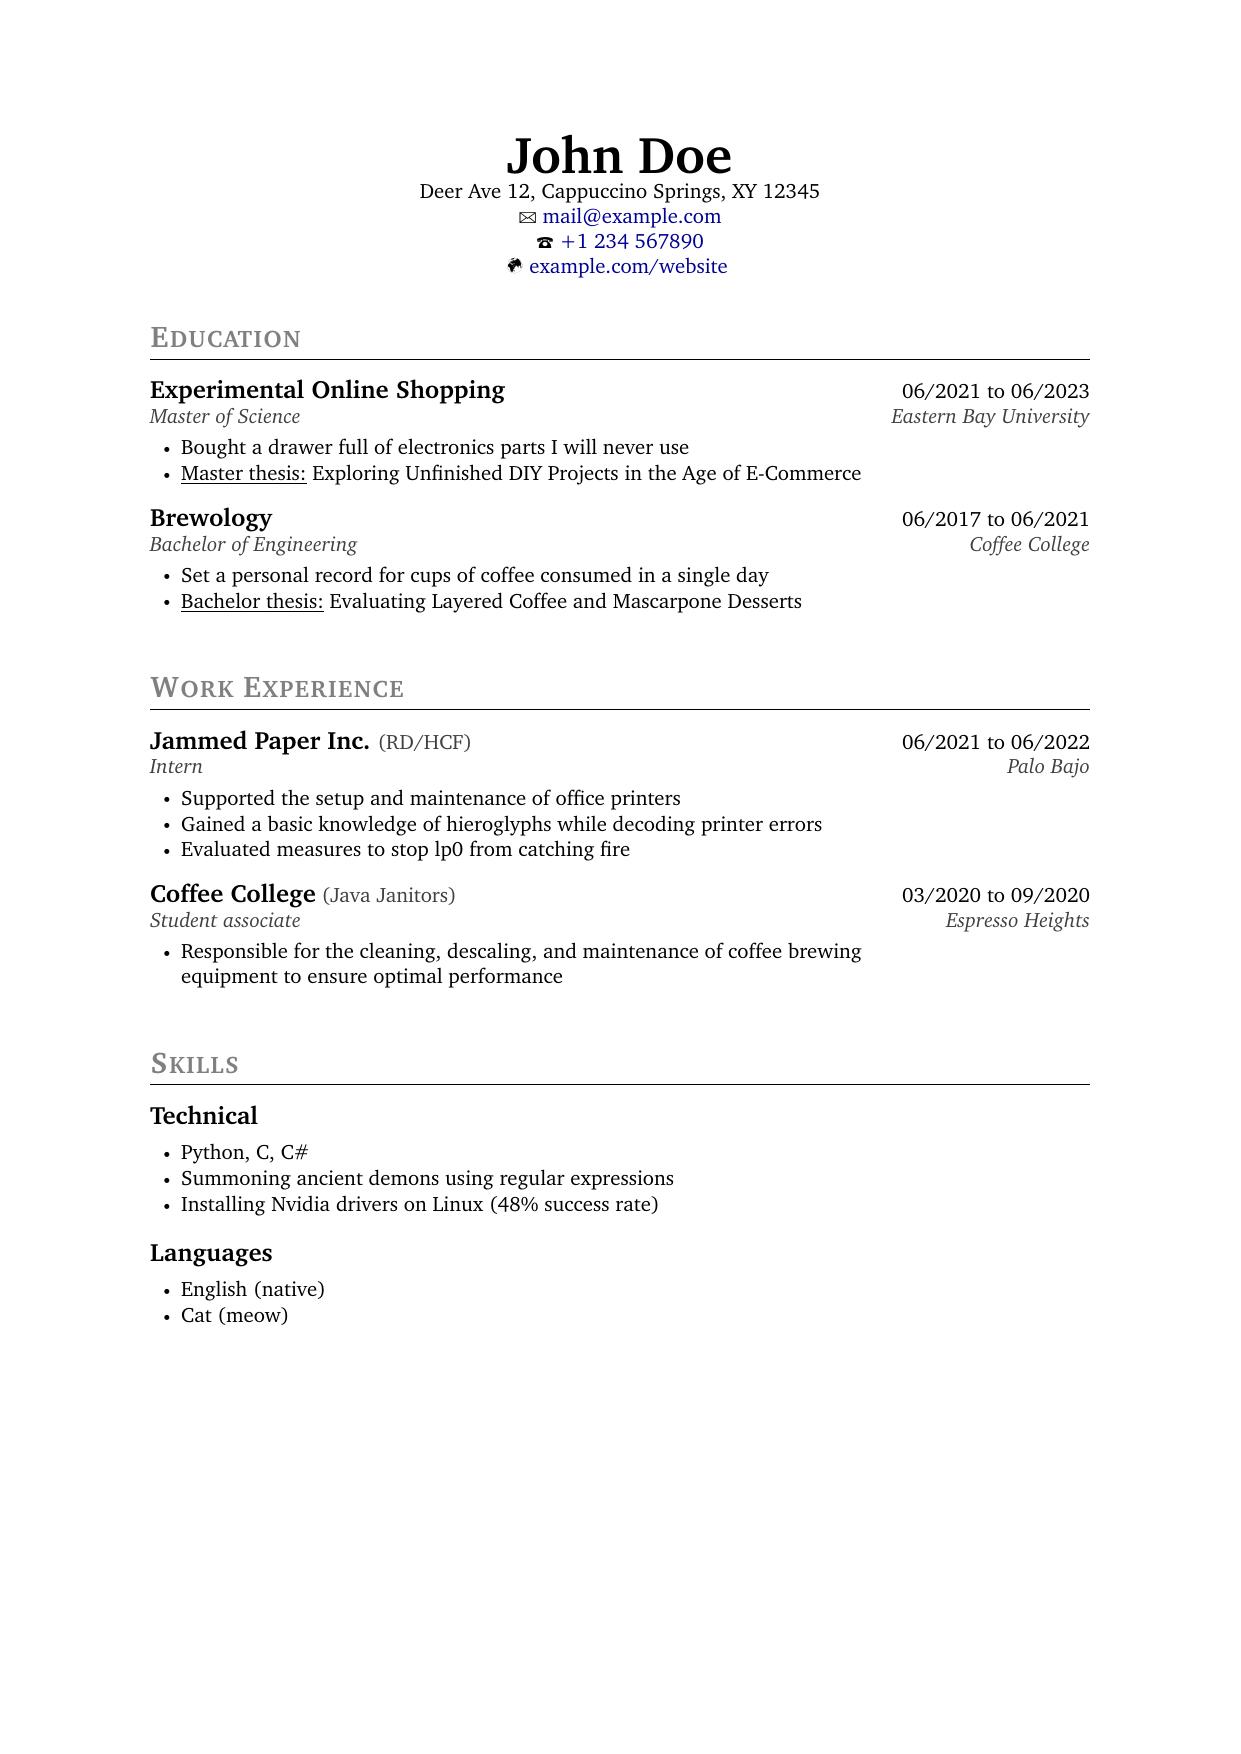 John Doe
Deer Ave 12, Cappuccino Springs, XY 12345
✉ mail@example.com
☎ +1 234 567890
example.com/website
EDUCATION
Experimental Online Shopping 06/2021 to 06/2023
Master of Science Eastern Bay University
• Bought a drawer full of electronics parts I will never use
• Master thesis: Exploring Unfinished DIY Projects in the Age of E-Commerce
Brewology 06/2017 to 06/2021
Bachelor of Engineering Coffee College
• Set a personal record for cups of coffee consumed in a single day
• Bachelor thesis: Evaluating Layered Coffee and Mascarpone Desserts
WORK EXPERIENCE
Jammed Paper Inc. (RD/HCF) 06/2021 to 06/2022
Intern Palo Bajo
• Supported the setup and maintenance of office printers
• Gained a basic knowledge of hieroglyphs while decoding printer errors
• Evaluated measures to stop lp0 from catching fire
Coffee College (Java Janitors) 03/2020 to 09/2020
Student associate Espresso Heights
• Responsible for the cleaning, descaling, and maintenance of coffee brewing
equipment to ensure optimal performance
SKILLS
Technical
• Python, C, C#
• Summoning ancient demons using regular expressions
• Installing Nvidia drivers on Linux (48% success rate)
Languages
• English (native)
• Cat (meow)